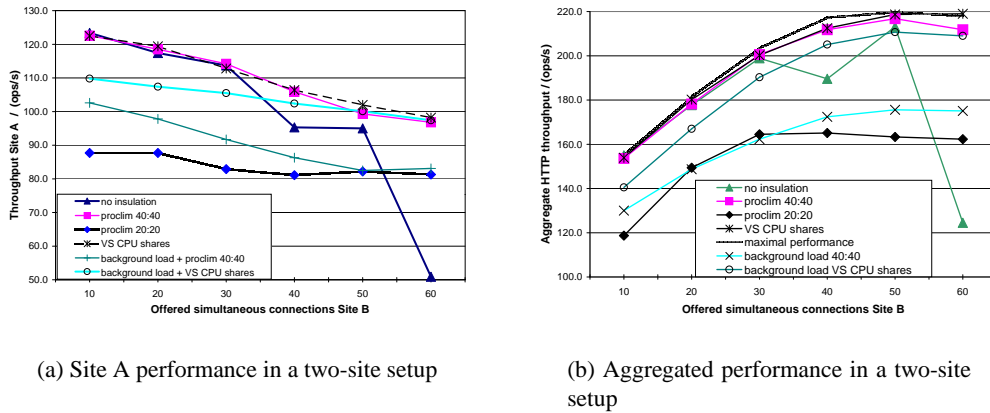 130.0
120.0
110.0
100.0
90.0
80.0
70.0
60.0
50.0
Throughput Site A / (ops/s)
10 20 30 40 50 60
Offered simultaneous connections Site B
no insulation
proclim 40:40
proclim 20:20
VS CPU shares
background load + proclim 40:40
background load + VS CPU shares
(a) Site A performance in a two-site setup
220.0
200.0
180.0
160.0
140.0
120.0
100.0
Aggregate HTTP throughput / (ops/s)
10 20 30 40 50 60
Offered simultaneous connections Site B
no insulation
proclim 40:40
proclim 20:20
VS CPU shares
maximal performance
background load 40:40
background load VS CPU shares
(b) Aggregated performance in a two-site
setup